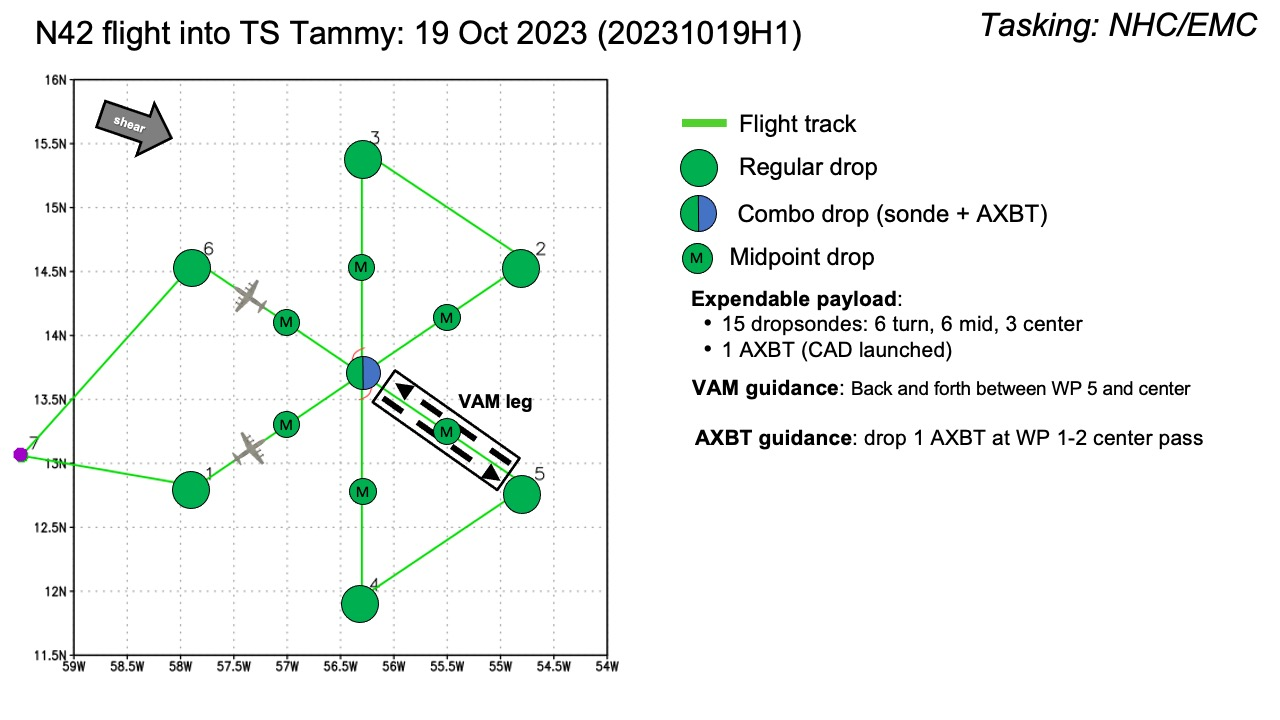 N42 flight into TS Tammy: 19 Oct 2023 (20231019H1)
Tasking: NHC/EMC
16N
shear
15.5N
15N
14.5N
14N
13.5N
13N
12.5N
12N
11.5N
59W
58.5W
58W
57.5W
57W
56.5W
56W
55.5W
55W
54.5W
54W
3
2
6
M
M
M
VAM leg
M
M
M
7
1
5
4
Flight track
Regular drop
Combo drop (sonde + AXBT)
M Midpoint drop
Expendable payload:
• 15 dropsondes: 6 turn, 6 mid, 3 center
• 1 AXBT (CAD launched)
VAM guidance: Back and forth between WP 5 and center
AXBT guidance: drop 1 AXBT at WP 1-2 center pass